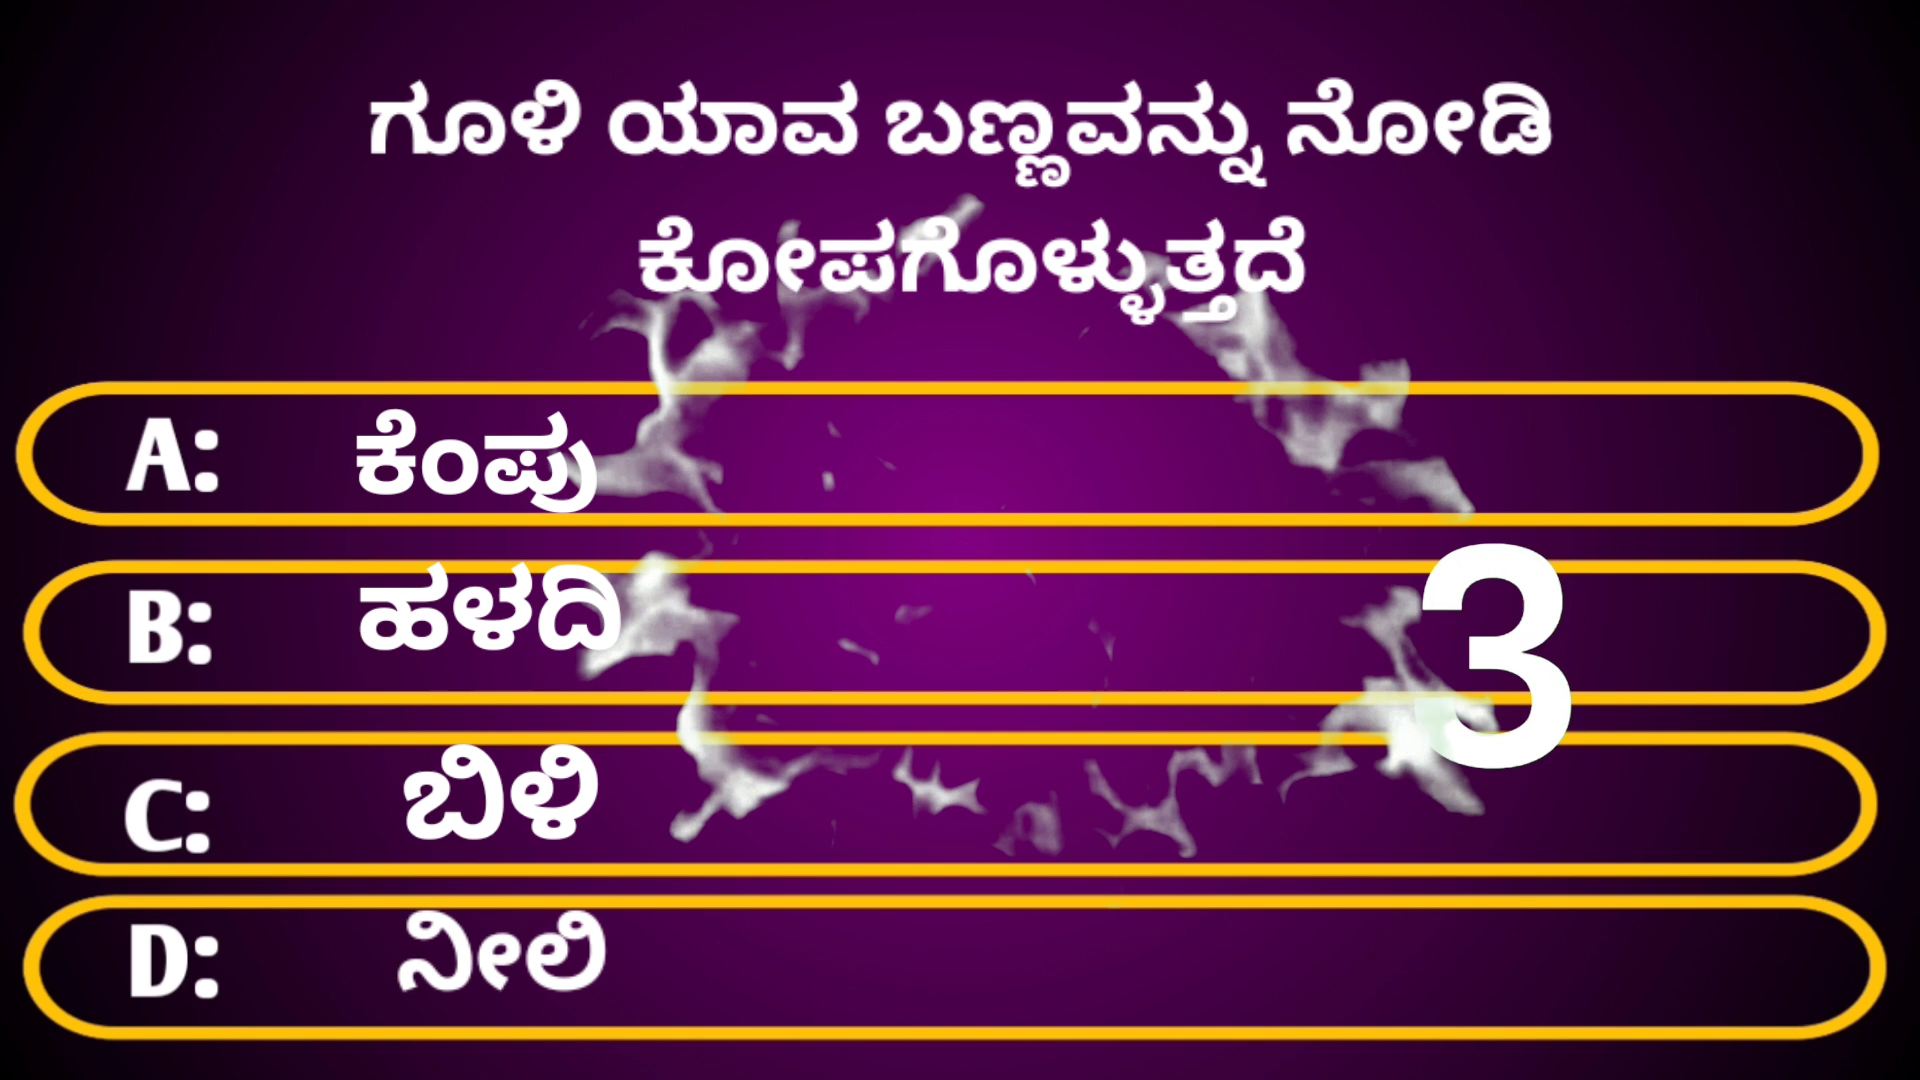 ಗೂಳಿ ಯಾವ ಬಣ್ಣವನ್ನು ನೋಡಿ
ಕೋಪಗೊಳ್ಳುತ್ತದೆ
A: ಕೆಂಪು
B: ಹಳದಿ
3
C: ಬಿಳಿ
D: ನೀಲಿ